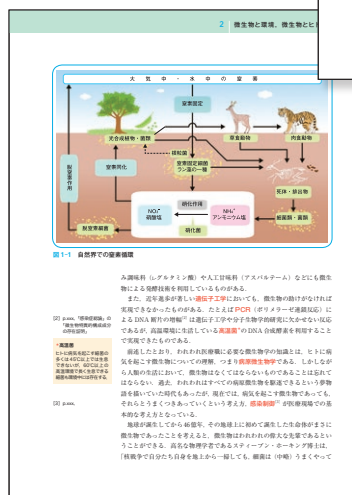 2 微生物と環境、微生物とヒト
大気中・水中の窒素
窒素固定
光合成植物・藻類
草食動物
肉食動物
根粒菌
窒素同化
窒素固定細菌
ラン藻の一種
脱窒素作用
死体・排出物
硝化作用
NO₃⁻
硝酸塩
NH₄⁺
アンモニウム塩
硝化菌
脱窒素細菌
細菌類・菌類
図1-1 自然界での窒素循環
み調味料（Lグルタミン酸）や人工甘味料（アスパルテーム）などにも微生
物による発酵技術を利用しているものがある。
また、近年進歩が著しい遺伝子工学においても、微生物の助けがなければ
実現できなかったものがある。たとえばPCR（ポリメラーゼ連鎖反応）に
よるDNA断片の増幅[2]は遺伝子工学や分子生物学的研究に欠かせない反応
であるが、高温環境に生活している高温菌*のDNA合成酵素を利用すること
で実現できたものである。
前述したとおり、われわれ医療職に必要な微生物学の知識とは、ヒトに病
気を起こす微生物についての理解、つまり病原微生物学である。しかしなが
ら人類の生活において、微生物はなくてはならないものであることは忘れて
はならない。過去、われわれはすべての病原微生物を駆逐できるという夢物
語を描いていた時代もあったが、現在では、病気を起こす微生物であっても、
それらとうまくつきあっていくという考え方、感染制御[3]が医療現場での基
本的な考え方となっている。
地球が誕生してから46億年、その地球上に初めて誕生した生命体がまさに
微生物であったことを考えると、微生物はわれわれの偉大な先輩であるとい
うことができる。高名な物理学者であるスティーブン・ホーキング博士は、
「核戦争で自分たち自身を地上から一掃しても、細菌は（中略）うまくやって
[2] p.xxx,「感染症総論」の
「微生物特異的構成成分
の存在証明」
*高温菌
ヒトに病気を起こす細菌の
多くは45℃以上では生息
できないが、60℃以上の
高温環境で長く生息できる
細菌も環境中には存在する。
[3] p.xxx,